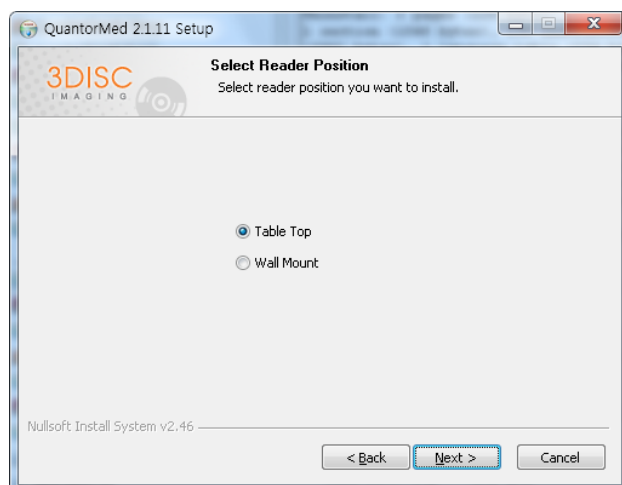 QuantorMed 2.1.11 Setup
3DISC
IMAGING
Select Reader Position
Select reader position you want to install.
Table Top
Wall Mount
Nullsoft Install System v2.46
< Back
Next >
Cancel